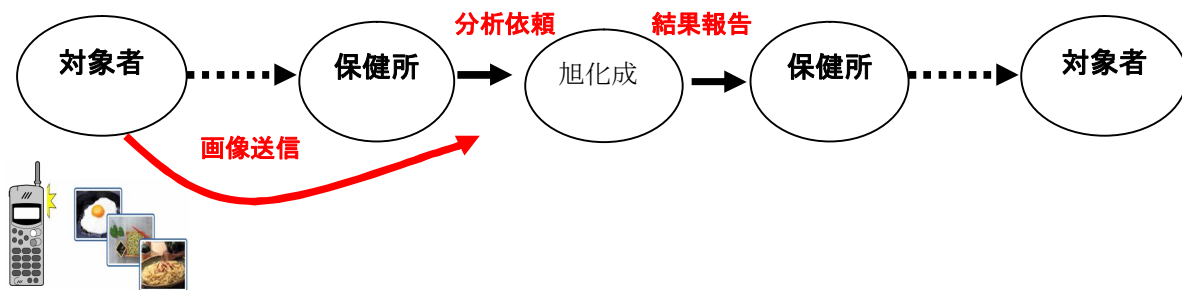 分析依頼
結果報告
対象者
保健所
旭化成
保健所
対象者
画像送信